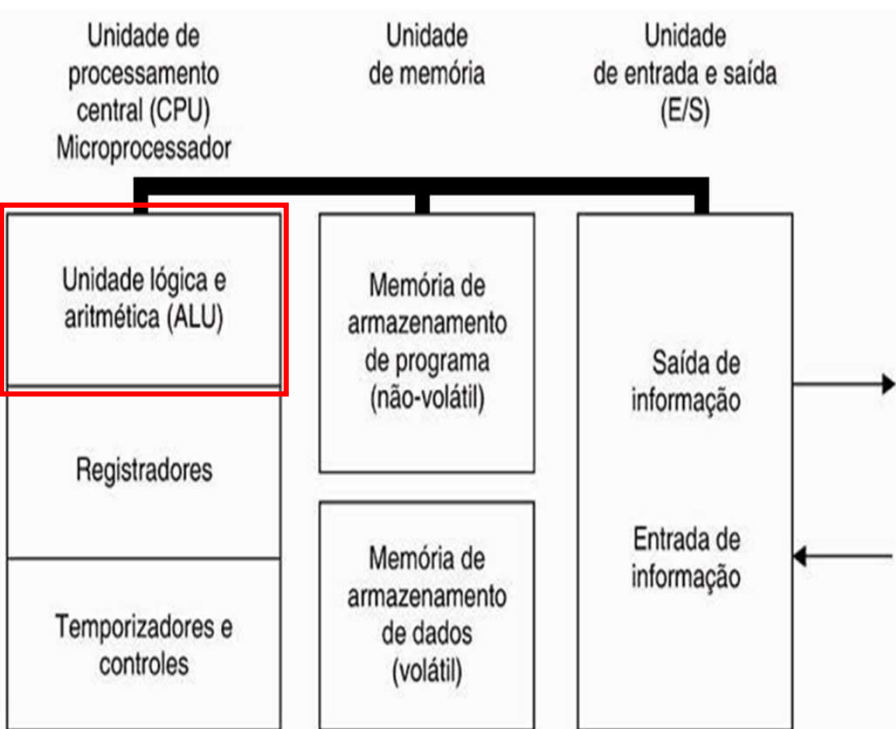 Unidade de
processamento
central (CPU)
Microprocessador
Unidade
de memória
Unidade
de entrada e saída
(E/S)
Unidade lógica e
aritmética (ALU)
Registradores
Temporizadores e
controles
Memória de
armazenamento
de programa
(não-volátil)
Memória de
armazenamento
de dados
(volátil)
Saída de
informação
Entrada de
informação